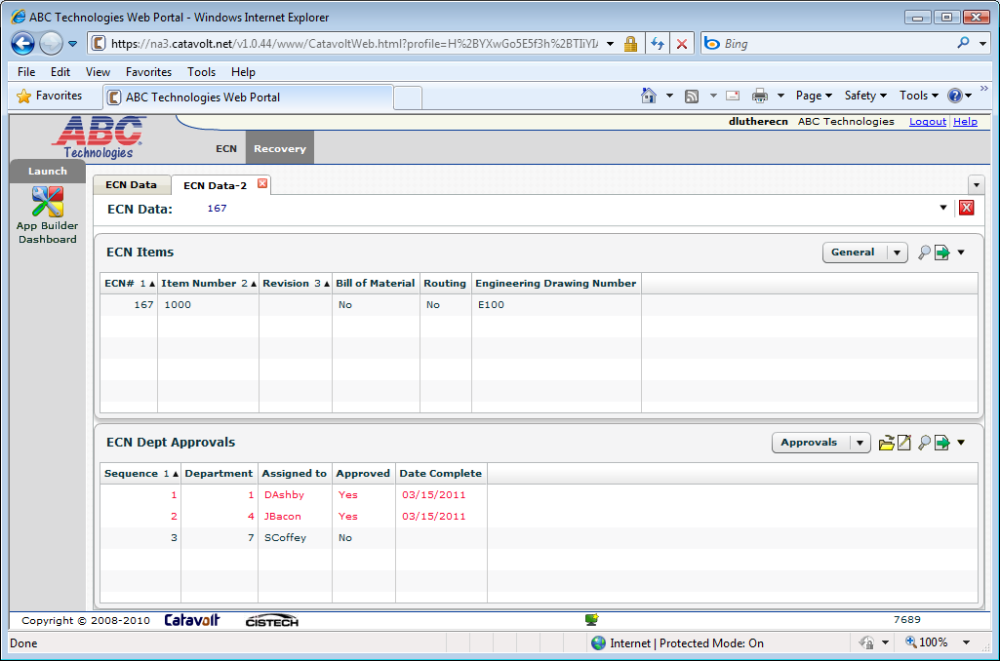 ABC Technologies Web Portal - Windows Internet Explorer
https://na3.catavolt.net/v1.0.44/www/CatavoltWeb.html?profile=H%2BYXwGo5E5f3h%2BTIiYIA
Bing
File Edit View Favorites Tools Help
Favorites ABC Technologies Web Portal Page Safety Tools
dlutherecn ABC Technologies Logout Help
ABC
Technologies
ECN Recovery
Launch
App Builder
Dashboard
ECN Data ECN Data-2
ECN Data: 167
ECN Items General
ECN# 1 Item Number 2 Revision 3 Bill of Material Routing Engineering Drawing Number
167 1000 No No E100
ECN Dept Approvals Approvals
Sequence 1 Department Assigned to Approved Date Complete
1 1 DAshby Yes 03/15/2011
2 4 JBacon Yes 03/15/2011
3 7 SCoffey No
Copyright © 2008-2010 Catavolt CISTECH 7689
Done Internet | Protected Mode: On 100%